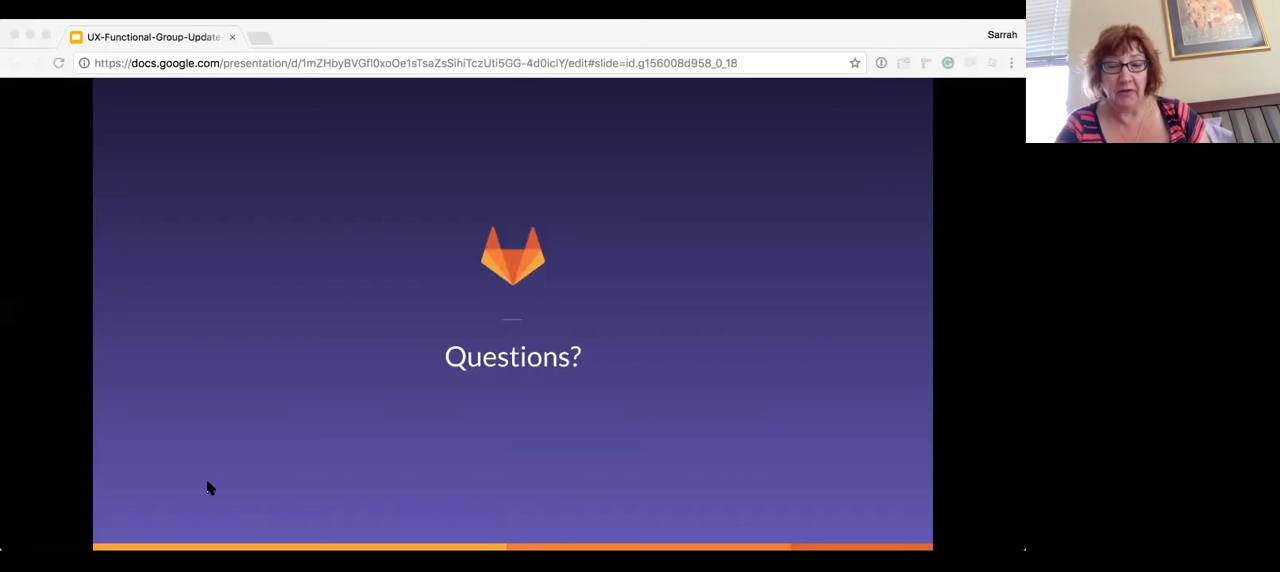 UX-Functional-Group-Update-
Sarrah
https://docs.google.com/presentation/d/1mZHbyBVGfl0xoOe1sTsaZsSihiTczUti5GG-4d0iclY/edit#slide=id.g156008d958_0_18
Questions?